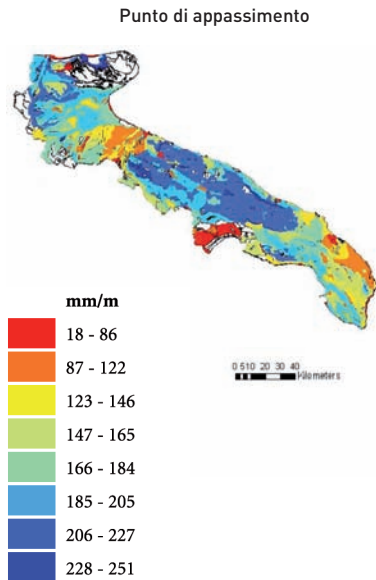 Punto di appassimento
mm/m
18 - 86
87 - 122
123 - 146
147 - 165
166 - 184
185 - 205
206 - 227
228 - 251
0 5 10 20 30 40
Kilometers